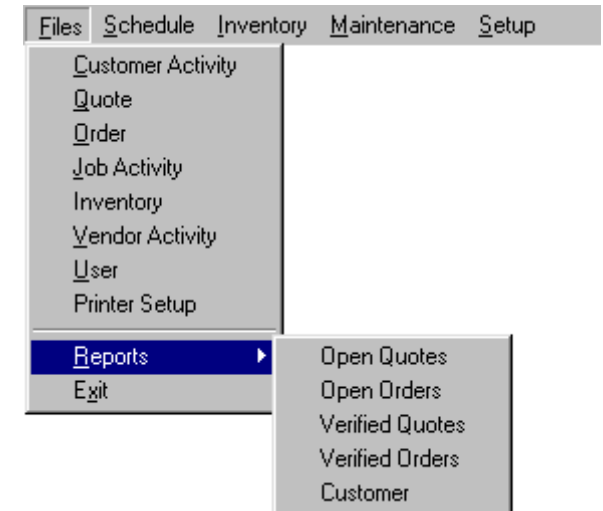 Files Schedule Inventory Maintenance Setup
Customer Activity
Quote
Order
Job Activity
Inventory
Vendor Activity
User
Printer Setup
Reports
Exit
Open Quotes
Open Orders
Verified Quotes
Verified Orders
Customer